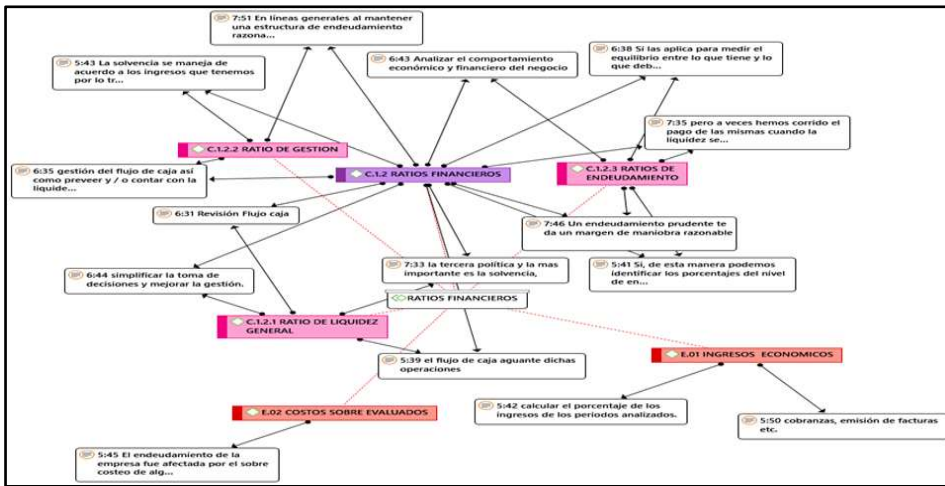 7:51 En líneas generales al mantener
una estructura de endeudamiento
razona...
5:43 La solvencia se maneja de
acuerdo a los ingresos que tenemos
por lo tr...
6:43 Analizar el comportamiento
económico y financiero del negocio
6:38 Sí las aplica para medir el
equilibrio entre lo que tiene y lo
que deb...
7:35 pero a veces hemos corrido el
pago de las mismas cuando la
liquidez se...
C.1.2.2 RATIO DE GESTION
6:35 gestión del flujo de caja así
como preveer y / o contar con la
liquide...
C.1.2 RATIOS FINANCIEROS
C.1.2.3 RATIOS DE
ENDEUDAMIENTO
6:31 Revisión Flujo caja
7:46 Un endeudamiento prudente te
da un margen de maniobra razonable
6:44 simplificar la toma de
decisiones y mejorar la gestión.
7:33 la tercera política y la mas
importante es la solvencia,
5:41 Si, de esta manera podemos
identificar los porcentajes del nivel
de en...
RATIOS FINANCIEROS
C.1.2.1 RATIO DE LIQUIDEZ
GENERAL
5:39 el flujo de caja aguante dichas
operaciones
E.01 INGRESOS ECONOMICOS
E.02 COSTOS SOBRE EVALUADOS
5:42 calcular el porcentaje de los
ingresos de los periodos analizados.
5:50 cobranzas, emisión de facturas
etc.
5:45 El endeudamiento de la
empresa fue afectada por el sobre
costeo de alg...